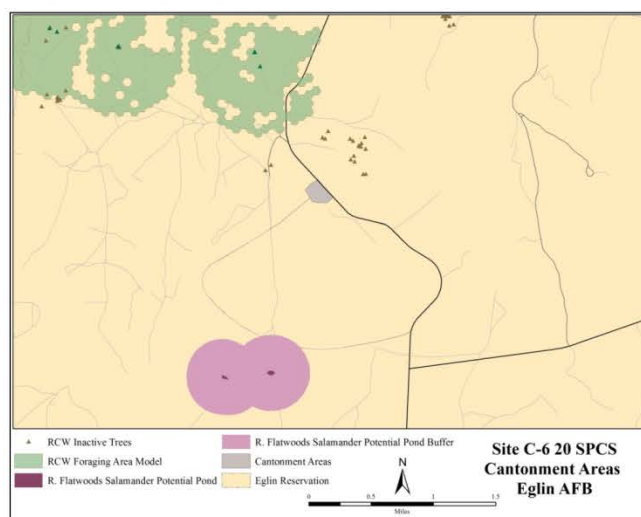 RCW Inactive Trees
RCW Foraging Area Model
R. Flatwoods Salamander Potential Pond
R. Flatwoods Salamander Potential Pond Buffer
Cantonment Areas
Eglin Reservation
N
0 0.5 1 1.5
Miles
Site C-6 20 SPCS
Cantonment Areas
Eglin AFB